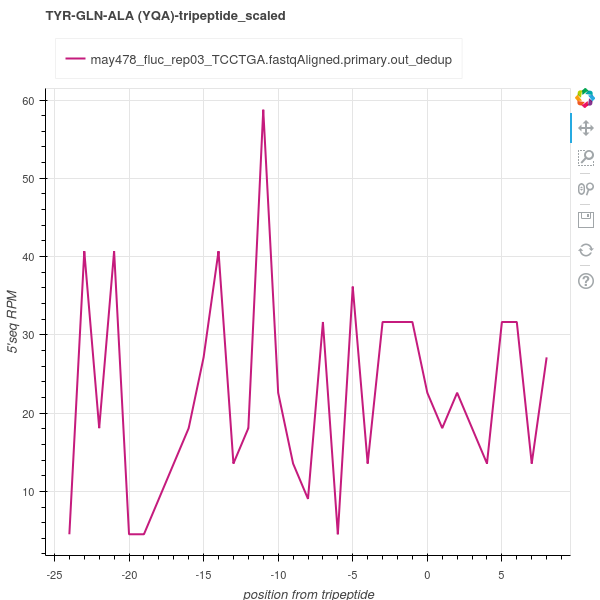 TYR-GLN-ALA (YQA)-tripeptide_scaled
may478_fluc_rep03_TCCTGA.fastqAligned.primary.out_dedup
60
50
40
30
20
10
5'seq RPM
-25 -20 -15 -10 -5 0 5
position from tripeptide